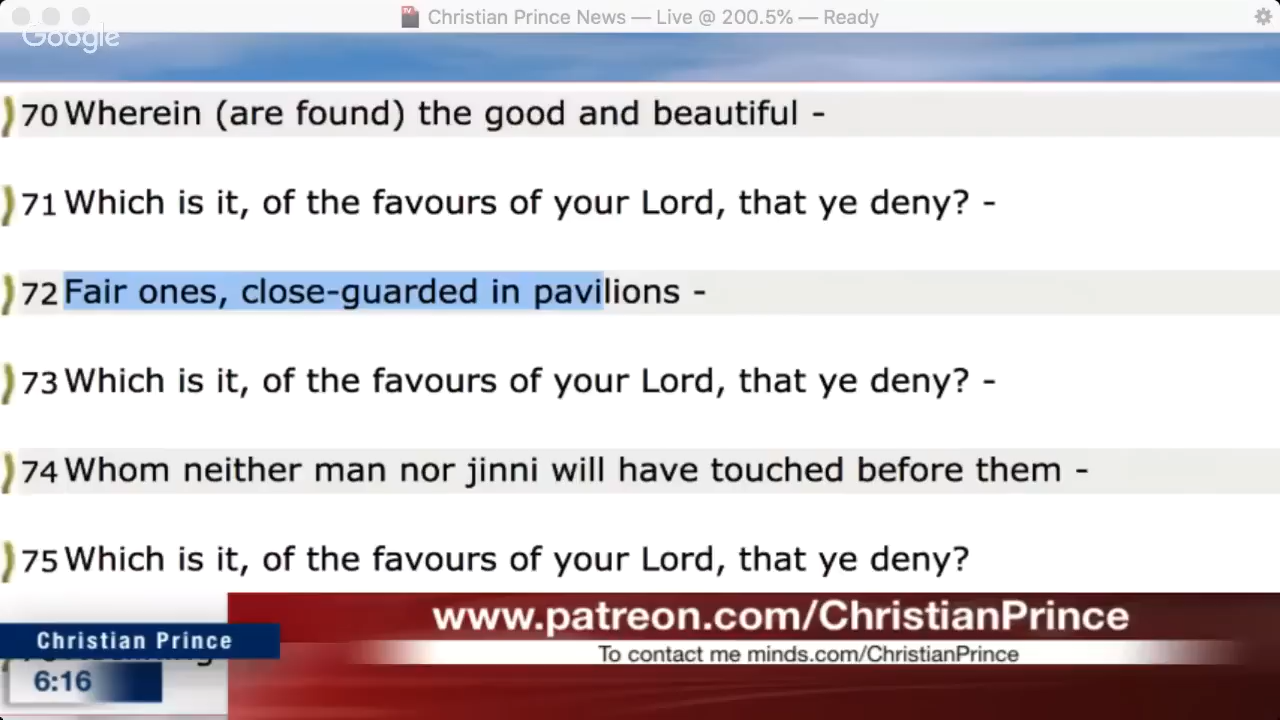 Christian Prince News — Live @ 200.5% — Ready
Google
70 Wherein (are found) the good and beautiful -
71 Which is it, of the favours of your Lord, that ye deny? -
72 Fair ones, close-guarded in pavilions -
73 Which is it, of the favours of your Lord, that ye deny? -
74 Whom neither man nor jinni will have touched before them -
75 Which is it, of the favours of your Lord, that ye deny?
www.patreon.com/ChristianPrince
Christian Prince
To contact me minds.com/ChristianPrince
6:16